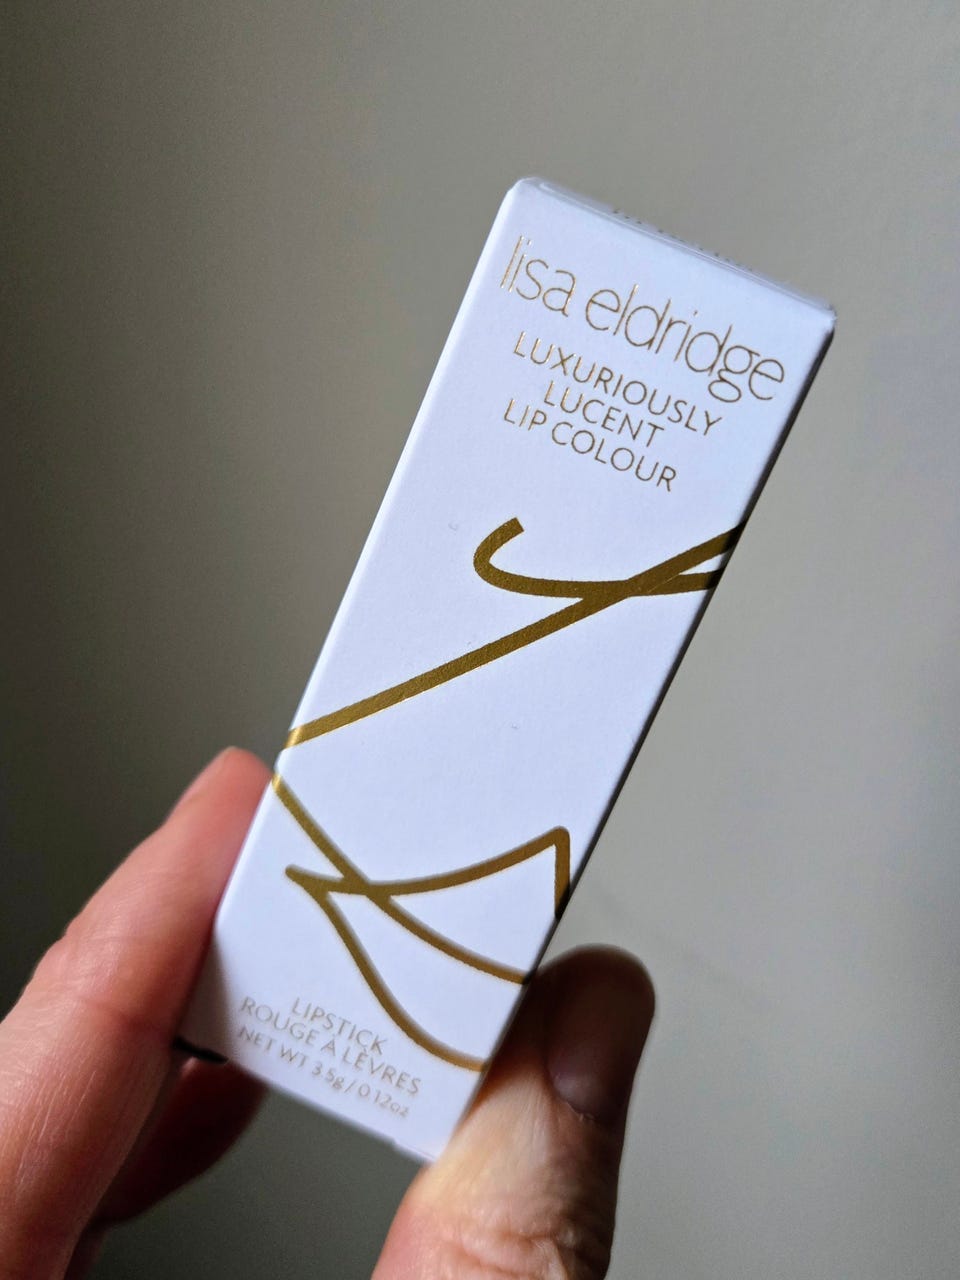 lisa eldridge
LUXURIOUSLY
LUCENT
LIP COLOUR
LIPSTICK
ROUGE À LÈVRES
NET WT 3.5g / 0.12oz